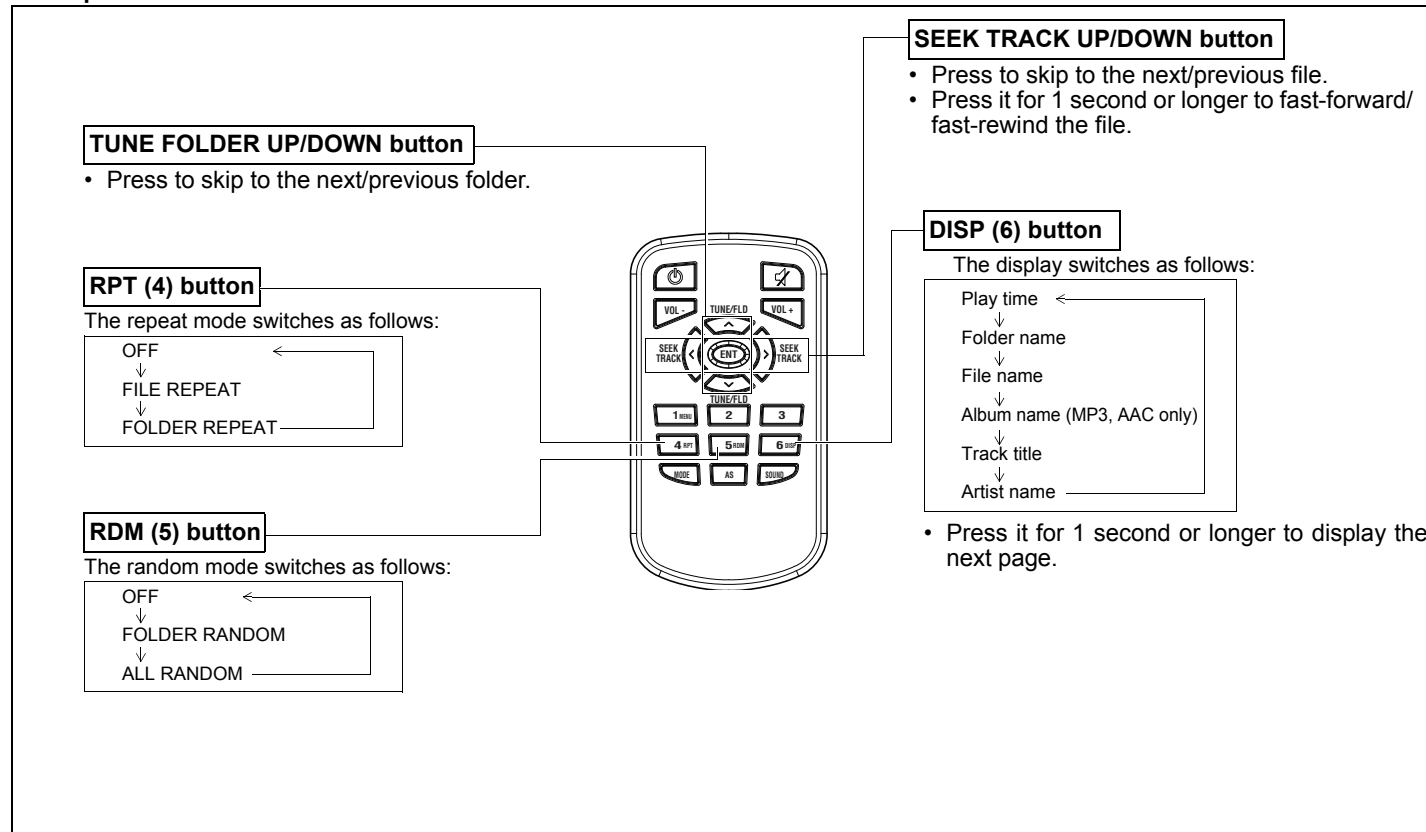 SEEK TRACK UP/DOWN button
• Press to skip to the next/previous file.
• Press it for 1 second or longer to fast-forward/
fast-rewind the file.
TUNE FOLDER UP/DOWN button
• Press to skip to the next/previous folder.
DISP (6) button
The display switches as follows:
Play time
Folder name
File name
Album name (MP3, AAC only)
Track title
Artist name
• Press it for 1 second or longer to display the
next page.
RPT (4) button
The repeat mode switches as follows:
OFF
FILE REPEAT
FOLDER REPEAT
RDM (5) button
The random mode switches as follows:
OFF
FOLDER RANDOM
ALL RANDOM
VOL - TUNE/FLD VOL +
SEEK TRACK ENT SEEK TRACK
TUNE/FLD
1 MENU 2 3
4 RPT 5 RDM 6 DISP
MODE AS SOUND